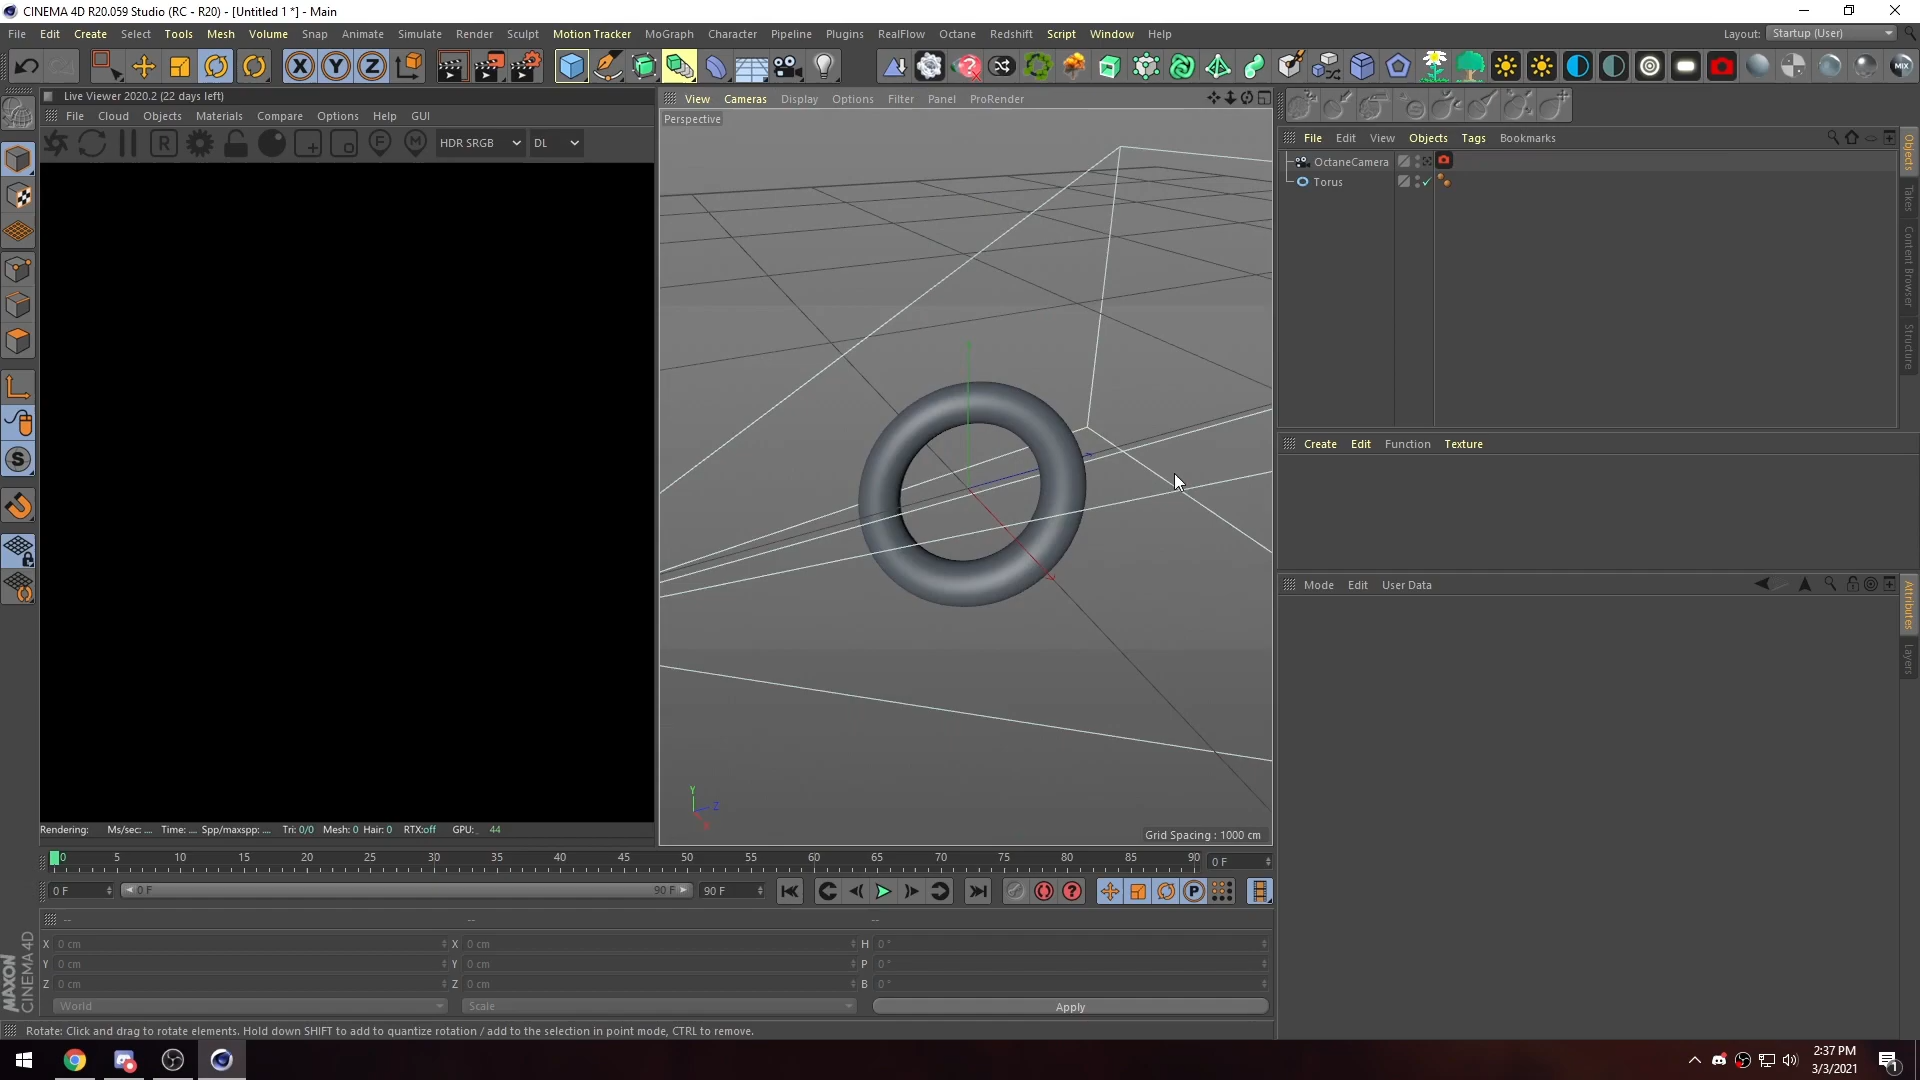 CINEMA 4D R20.059 Studio (RC - R20) - [Untitled 1 *] - Main
File Edit Create Select Tools Mesh Volume Snap Animate Simulate Render Sculpt Motion Tracker MoGraph Character Pipeline Plugins RealFlow Octane Redshift Script Window Help
Layout: Startup (User)
X Y Z
MIX
Live Viewer 2020.2 (22 days left)
File Cloud Objects Materials Compare Options Help GUI
R F M HDR SRGB DL
View Cameras Display Options Filter Panel ProRender
Perspective
Y
Z
X
Grid Spacing : 1000 cm
File Edit View Objects Tags Bookmarks
OctaneCamera
Torus
Objects
Takes
Content Browser
Structure
Create Edit Function Texture
Mode Edit User Data
Attributes
Layers
Rendering: Ms/sec: .... Time: .... Spp/maxspp: .... Tri: 0/0 Mesh: 0 Hair: 0 RTX:off GPU: 44
0 5 10 15 20 25 30 35 40 45 50 55 60 65 70 75 80 85 90 0 F
0 F 0 F 90 F 90 F P
-- -- --
X 0 cm X 0 cm H 0 °
Y 0 cm Y 0 cm P 0 °
Z 0 cm Z 0 cm B 0 °
World Scale Apply
MAXON
CINEMA 4D
Rotate: Click and drag to rotate elements. Hold down SHIFT to add to quantize rotation / add to the selection in point mode, CTRL to remove.
2:37 PM
3/3/2021
1